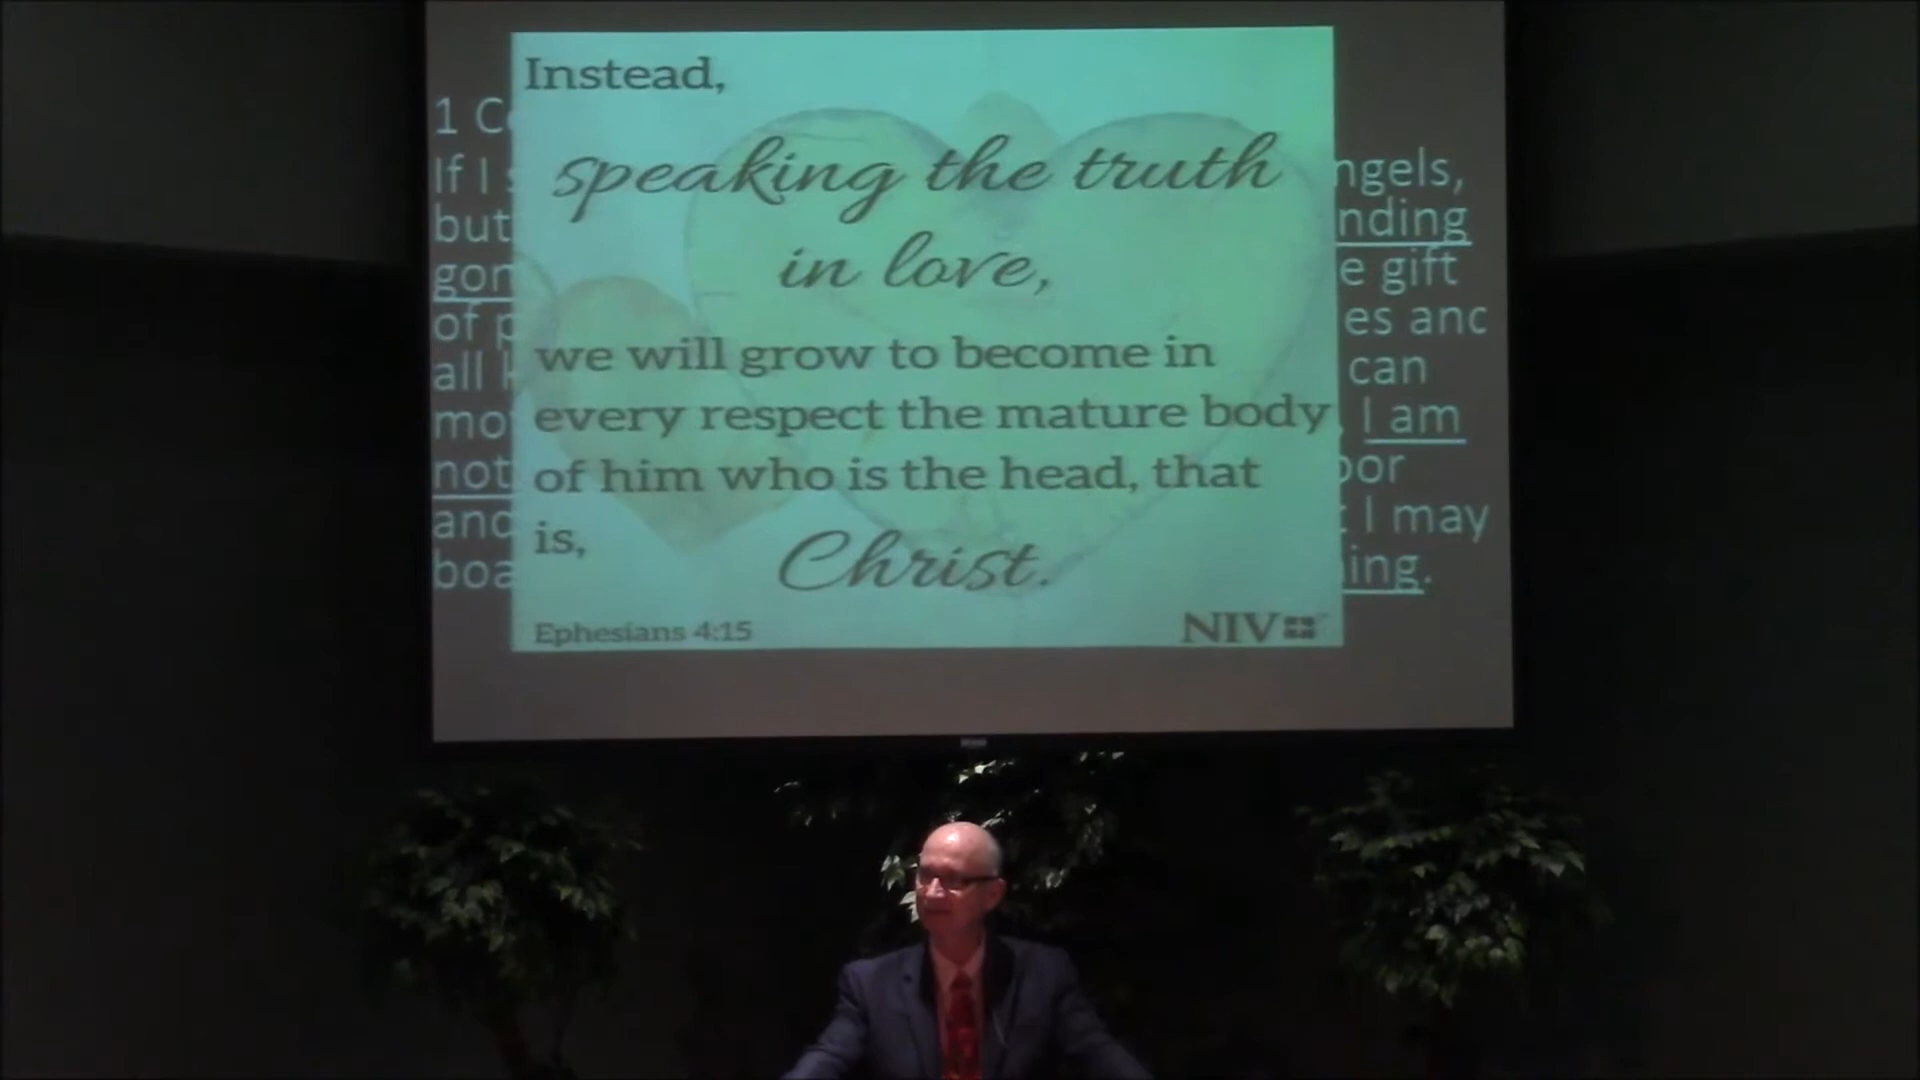 Instead,
speaking the truth
in love,
we will grow to become in
every respect the mature body
of him who is the head, that
is,
Christ.
Ephesians 4:15
NIV
1 C
If I
but
gon
of p
all k
mo
not
and
boa
ngels,
nding
e gift
es and
can
I am
oor
I may
ing.